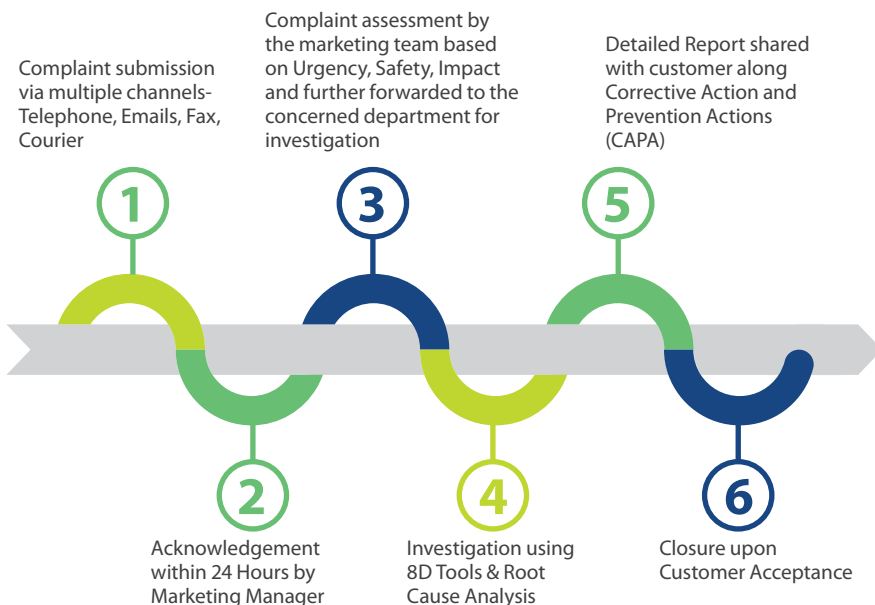 Complaint submission
via multiple channels-
Telephone, Emails, Fax,
Courier
1
Acknowledgement
within 24 Hours by
Marketing Manager
2
Complaint assessment by
the marketing team based
on Urgency, Safety, Impact
and further forwarded to the
concerned department for
investigation
3
Investigation using
8D Tools & Root
Cause Analysis
4
Detailed Report shared
with customer along
Corrective Action and
Prevention Actions
(CAPA)
5
Closure upon
Customer Acceptance
6